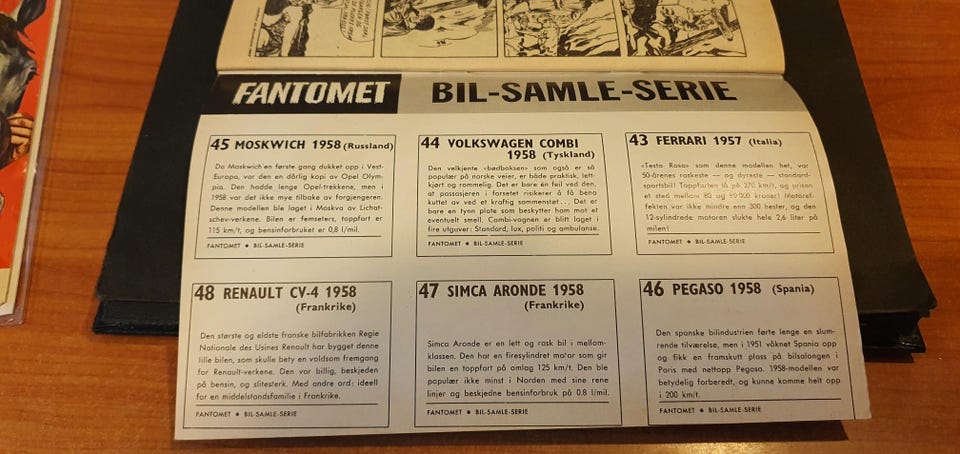 FANTOMET BIL-SAMLE-SERIE
45 MOSKWICH 1958 (Russland)
Da Moskwich'en første gang dukket opp i Vest-
Europa, var den en dårlig kopi av Opel Olym-
pia. Den hadde lenge Opel-trekkene, men i
1958 var det ikke mye tilbake av forgjengeren.
Denne modellen ble laget i Moskva av Lichat-
schev-verkene. Bilen er femseters, toppfart er
115 km/t, og bensinforbruket er 0,8 l/mil.
FANTOMET ● BIL-SAMLE-SERIE
44 VOLKSWAGEN COMBI
1958 (Tyskland)
Den velkjente «bødboksen» som også er så
populær på norske veier, er både praktisk, lett-
kjørt og rommelig. Det er bare én feil ved den,
at passasjeren i forsetet risikerer å få bena
kuttet av ved et kraftig sammenstøt... Det er
bare en tynn plate som beskytter ham mot et
eventuelt smell. Combi-vognen er blitt laget i
fire utgaver: Standard, lux, politi og ambulanse.
FANTOMET ● BIL-SAMLE-SERIE
43 FERRARI 1957 (Italia)
«Testa Rosa» som denne modellen het, var
50-årenes raskeste — og dyreste — standard-
sportsbil! Toppfarten lå på 270 km/t, og prisen
et sted mellom 80 og 90 000 kroner! Motoref-
fekten var ikke mindre enn 300 hester, og den
12-sylindrede motoren slukte hele 2,6 liter på
milen!
FANTOMET ● BIL-SAMLE-SERIE
48 RENAULT CV-4 1958
(Frankrike)
Den største og eldste franske bilfabrikken Regie
Nationale des Usines Renault har bygget denne
lille bilen, som skulle bety en voldsom fremgang
for Renault-verkene. Den var billig, beskjeden
på bensin, og slitesterk. Med andre ord: ideell
for en middelstandsfamilie i Frankrike.
FANTOMET ● BIL-SAMLE-SERIE
47 SIMCA ARONDE 1958
(Frankrike)
Simca Aronde er en lett og rask bil i mellom-
klassen. Den har en firesylindret motor som gir
bilen en toppfart på omlag 125 km/t. Den ble
populær ikke minst i Norden med sine rene
linjer og beskjedne bensinforbruk på 0.8 l/mil.
FANTOMET ● BIL-SAMLE-SERIE
46 PEGASO 1958 (Spania)
Den spanske bilindustrien førte lenge en slum-
rende tilværelse, men i 1951 våknet Spania opp
og fikk en framskutt plass på bilsalongen i
Paris med nettopp Pegaso. 1958-modellen var
betydelig forberedt, og kunne komme helt opp
i 200 km/t.
FANTOMET ● BIL-SAMLE-SERIE